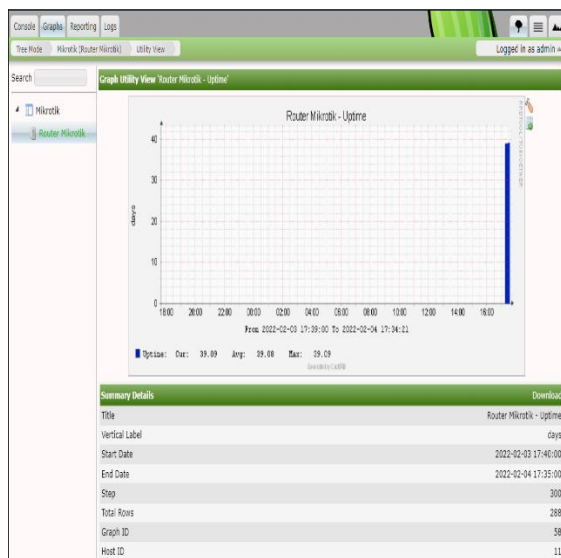 Console Graphs Reporting Logs
Tree Mode Mikrotik (Router Mikrotik) Utility View Logged in as admin
Search
Graph Utility View 'Router Mikrotik - Uptime'
Mikrotik
Router Mikrotik
Router Mikrotik - Uptime
40
30
20
10
0
days
18:00 20:00 22:00 00:00 02:00 04:00 06:00 08:00 10:00 12:00 14:00 16:00
From 2022-02-03 17:39:00 To 2022-02-04 17:34:21
Uptime: Cur: 39.09 Avg: 39.08 Max: 39.09
Summary Details Download
Title Router Mikrotik - Uptime
Vertical Label days
Start Date 2022-02-03 17:40:00
End Date 2022-02-04 17:35:00
Step 300
Total Rows 288
Graph ID 58
Host ID 11